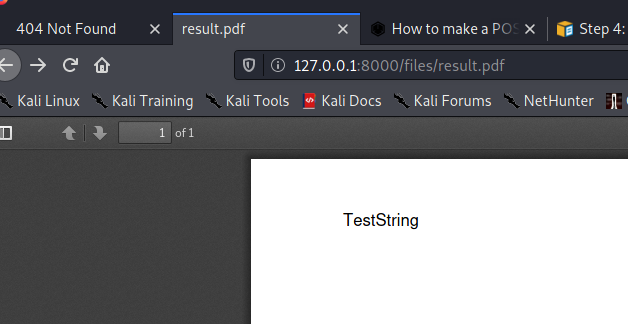 404 Not Found result.pdf How to make a POS Step 4:
127.0.0.1:8000/files/result.pdf
Kali Linux Kali Training Kali Tools Kali Docs Kali Forums NetHunter
1 of 1
TestString